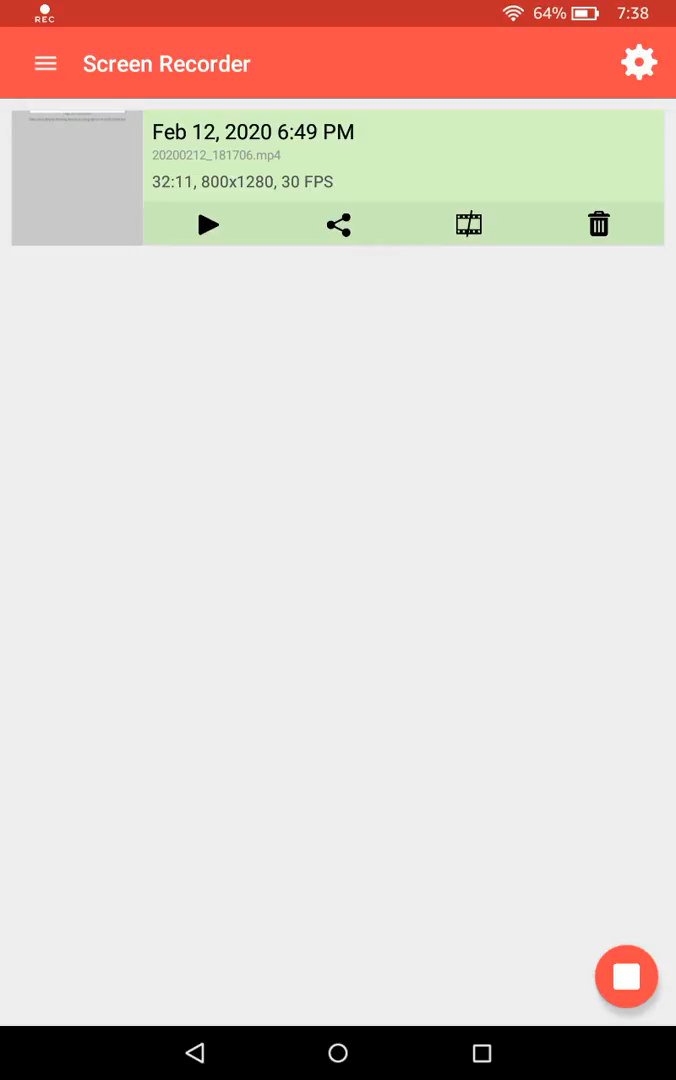 REC
64%
7:38
Screen Recorder
Feb 12, 2020 6:49 PM
20200212_181706.mp4
32:11, 800x1280, 30 FPS